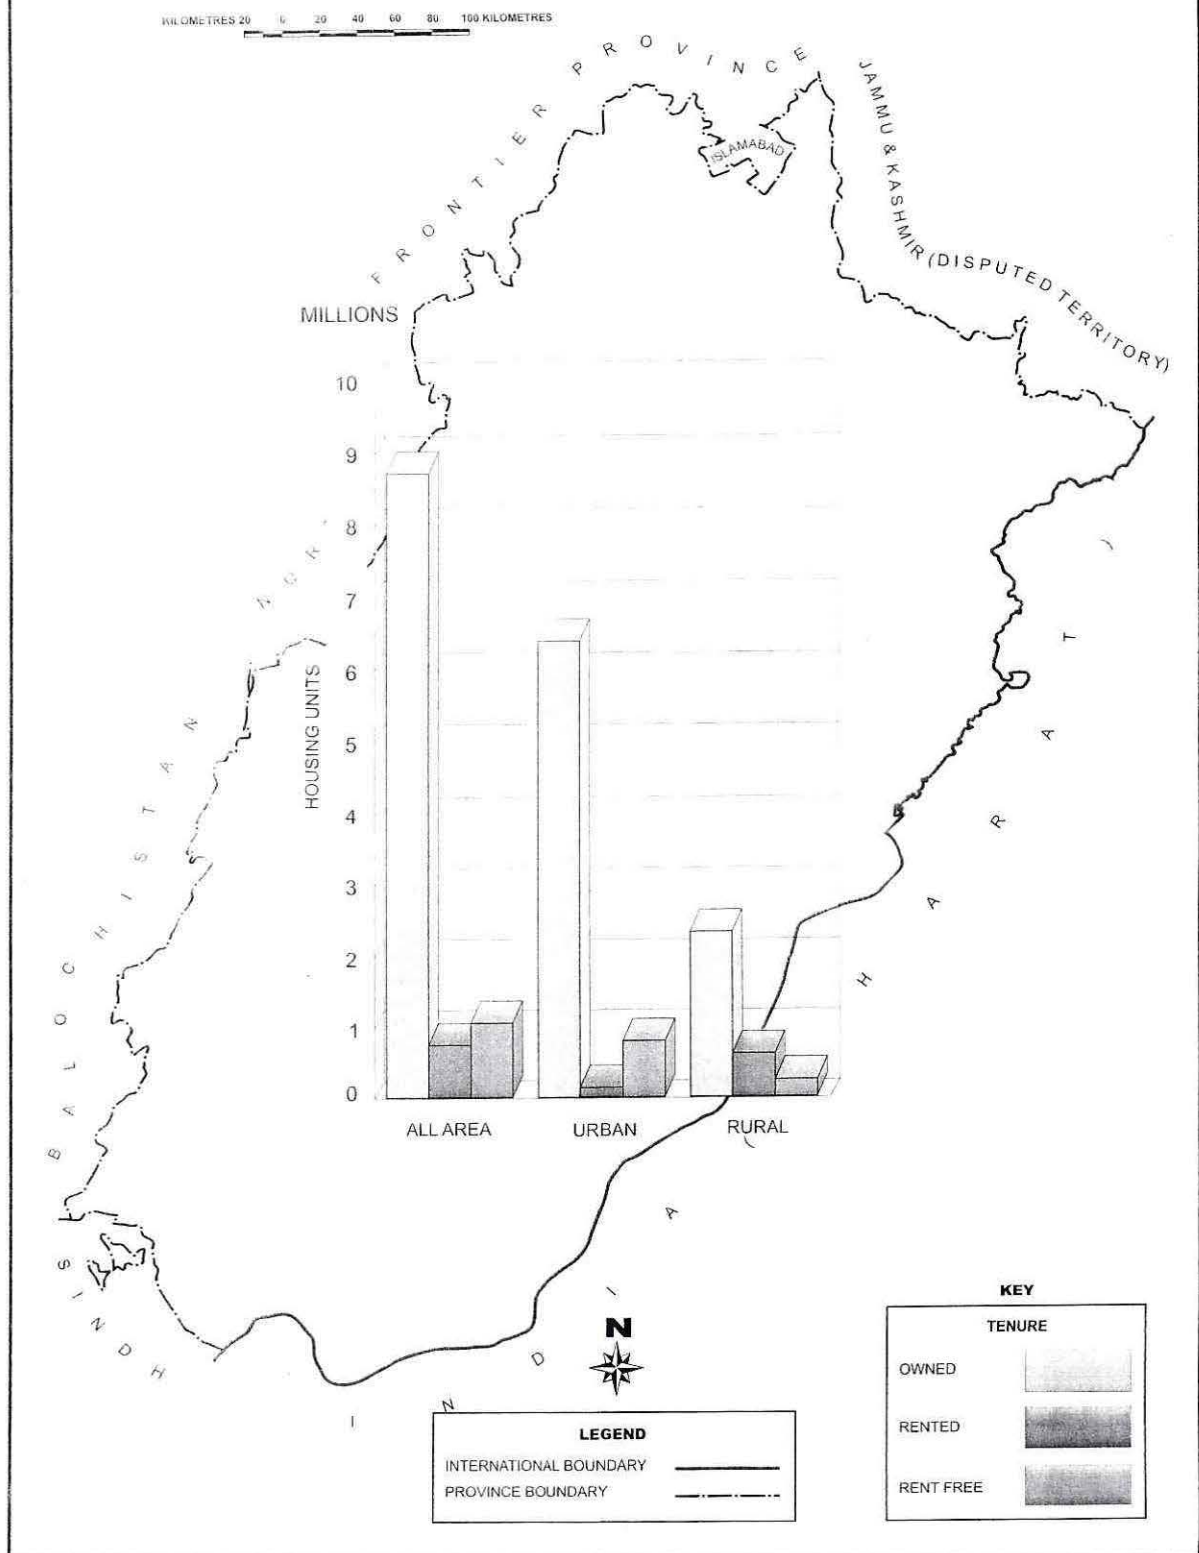 KILOMETRES 20 0 20 40 60 80 100 KILOMETRES
FRONTIER PROVINCE
ISLAMABAD
JAMMU & KASHMIR (DISPUTED TERRITORY)
MILLIONS
10
9
8
7
6
5
4
3
2
1
0
HOUSING UNITS
NOR
BALOCHISTAN
ALL AREA URBAN RURAL
SINDH
INDIA
BHARAT
N
LEGEND
INTERNATIONAL BOUNDARY
PROVINCE BOUNDARY
KEY
TENURE
OWNED
RENTED
RENT FREE